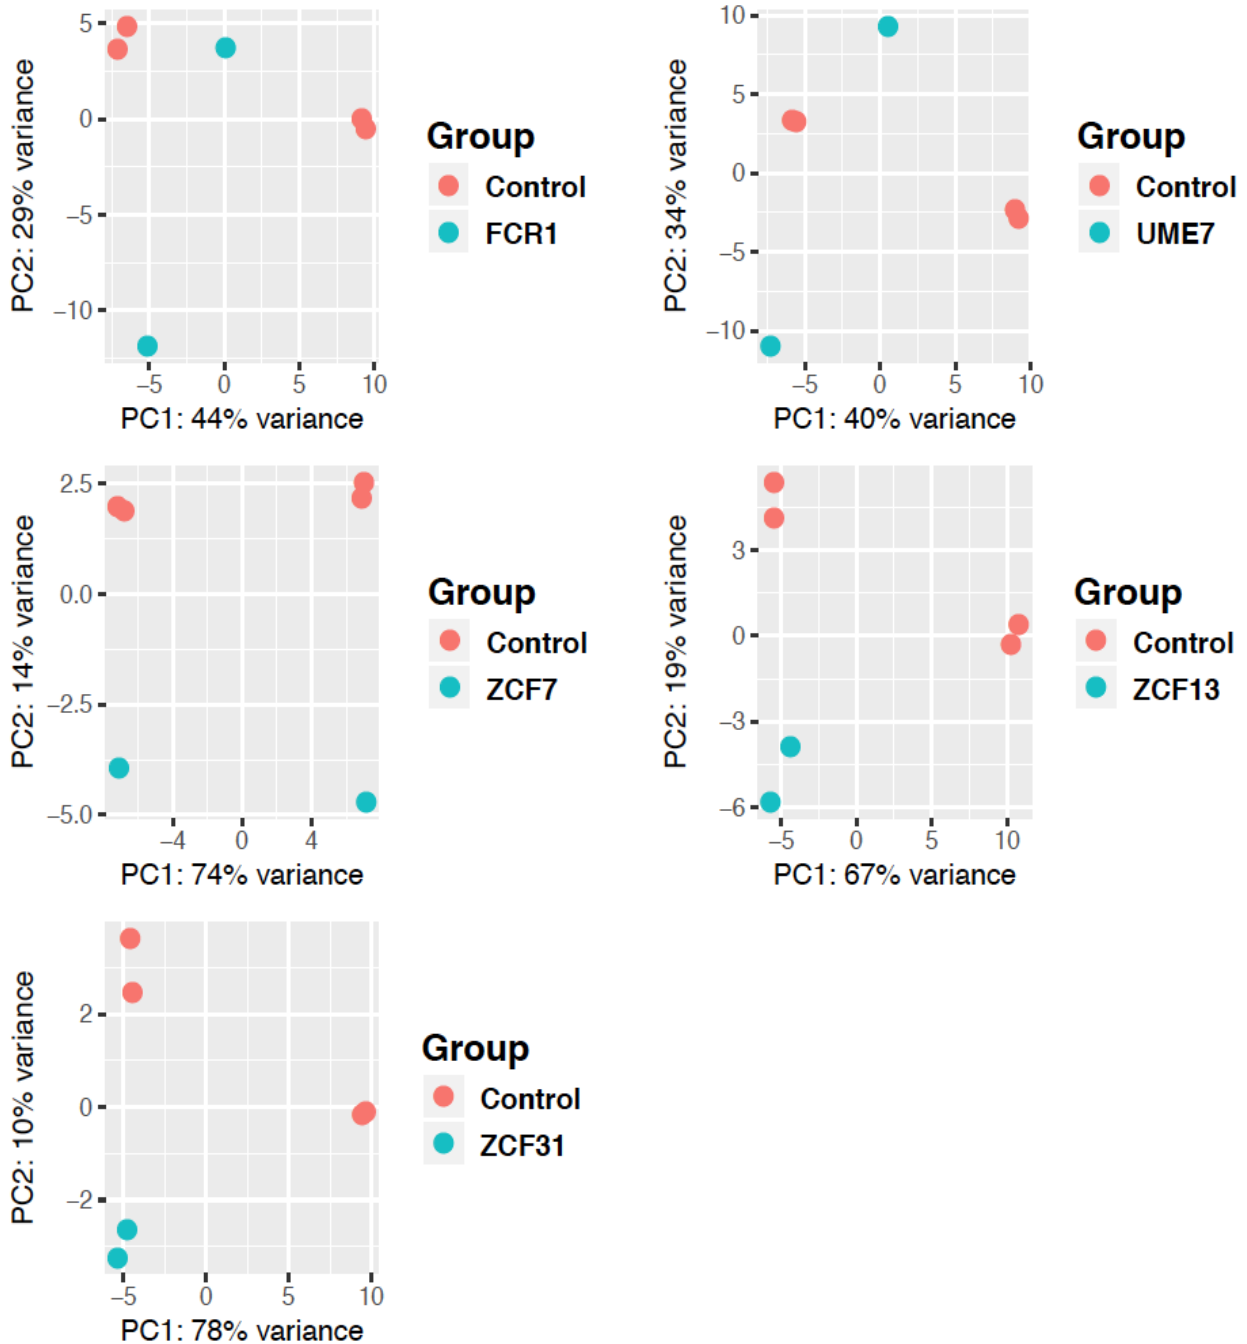 5
0
−5
−10
PC2: 29% variance
−5 0 5 10
PC1: 44% variance
Group
Control
FCR1
10
5
0
−5
−10
PC2: 34% variance
−5 0 5 10
PC1: 40% variance
Group
Control
UME7
2.5
0.0
−2.5
−5.0
PC2: 14% variance
−4 0 4
PC1: 74% variance
Group
Control
ZCF7
3
0
−3
−6
PC2: 19% variance
−5 0 5 10
PC1: 67% variance
Group
Control
ZCF13
2
0
−2
PC2: 10% variance
−5 0 5 10
PC1: 78% variance
Group
Control
ZCF31